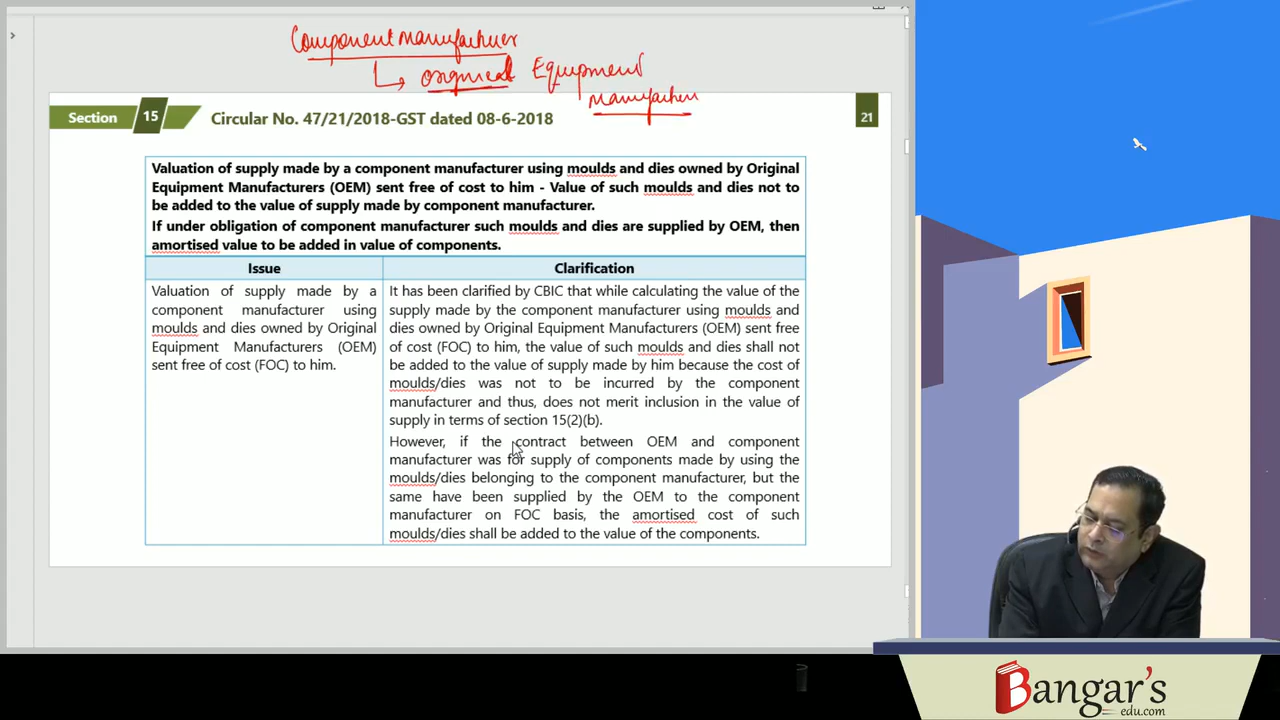 Component manufacturer
original Equipment
manufacturer
Section 15
Circular No. 47/21/2018-GST dated 08-6-2018
21
Valuation of supply made by a component manufacturer using moulds and dies owned by Original
Equipment Manufacturers (OEM) sent free of cost to him - Value of such moulds and dies not to
be added to the value of supply made by component manufacturer.
If under obligation of component manufacturer such moulds and dies are supplied by OEM, then
amortised value to be added in value of components.
Issue
Valuation of supply made by a
component manufacturer using
moulds and dies owned by Original
Equipment Manufacturers (OEM)
sent free of cost (FOC) to him.
Clarification
It has been clarified by CBIC that while calculating the value of the
supply made by the component manufacturer using moulds and
dies owned by Original Equipment Manufacturers (OEM) sent free
of cost (FOC) to him, the value of such moulds and dies shall not
be added to the value of supply made by him because the cost of
moulds/dies was not to be incurred by the component
manufacturer and thus, does not merit inclusion in the value of
supply in terms of section 15(2)(b).
However, if the contract between OEM and component
manufacturer was for supply of components made by using the
moulds/dies belonging to the component manufacturer, but the
same have been supplied by the OEM to the component
manufacturer on FOC basis, the amortised cost of such
moulds/dies shall be added to the value of the components.
Bangar's
edu.com